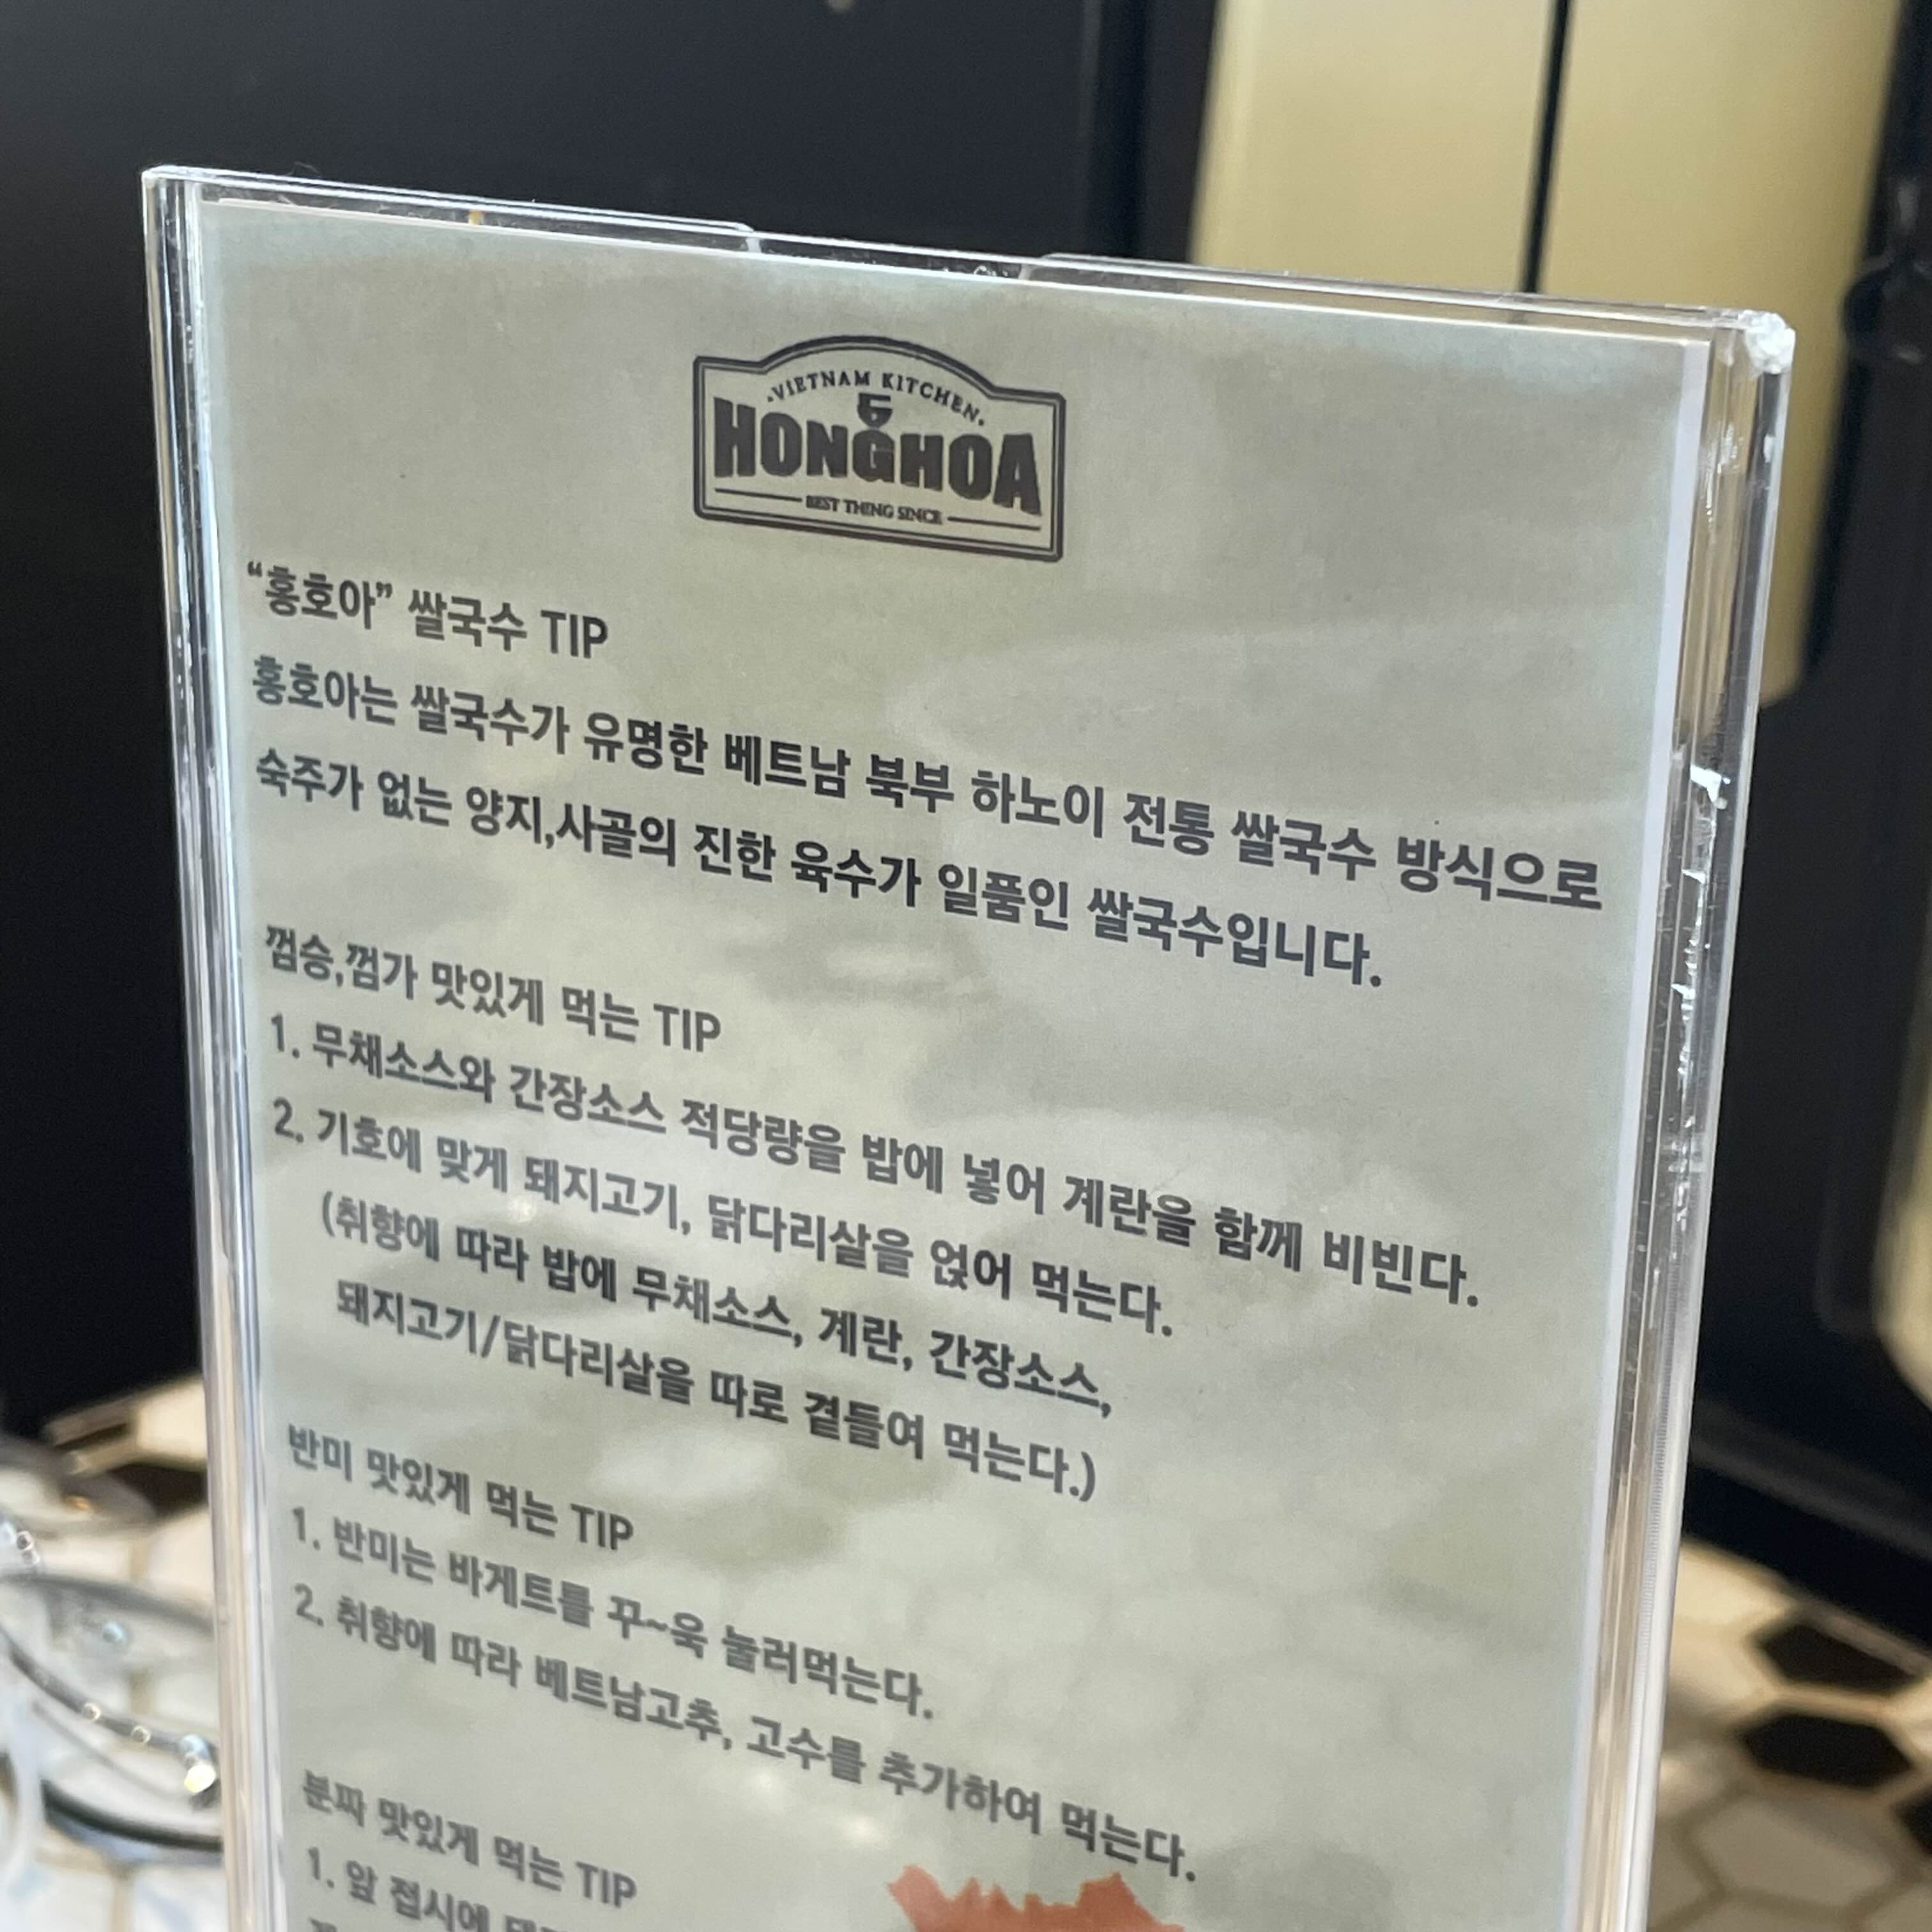 ·VIETNAM KITCHEN·
HONGHOA
BEST THING SINCE
“홍호아” 쌀국수 TIP
홍호아는 쌀국수가 유명한 베트남 북부 하노이 전통 쌀국수 방식으로
숙주가 없는 양지,사골의 진한 육수가 일품인 쌀국수입니다.
껌승,껌가 맛있게 먹는 TIP
1. 무채소스와 간장소스 적당량을 밥에 넣어 계란을 함께 비빈다.
2. 기호에 맞게 돼지고기, 닭다리살을 얹어 먹는다.
(취향에 따라 밥에 무채소스, 계란, 간장소스,
돼지고기/닭다리살을 따로 곁들여 먹는다.)
반미 맛있게 먹는 TIP
1. 반미는 바게트를 꾸~욱 눌러먹는다.
2. 취향에 따라 베트남고추, 고수를 추가하여 먹는다.
분짜 맛있게 먹는 TIP
1. 앞 접시에